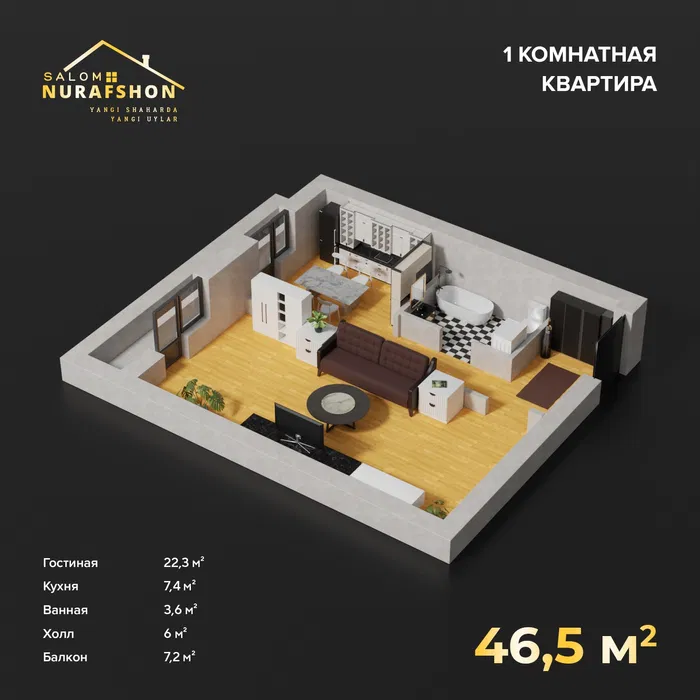 SALOM
NURAFSHON
YANGI SHAHARDA
YANGI UYLAR
1 КОМНАТНАЯ
КВАРТИРА
Гостиная 22,3 м²
Кухня 7,4 м²
Ванная 3,6 м²
Холл 6 м²
Балкон 7,2 м²
46,5 м²